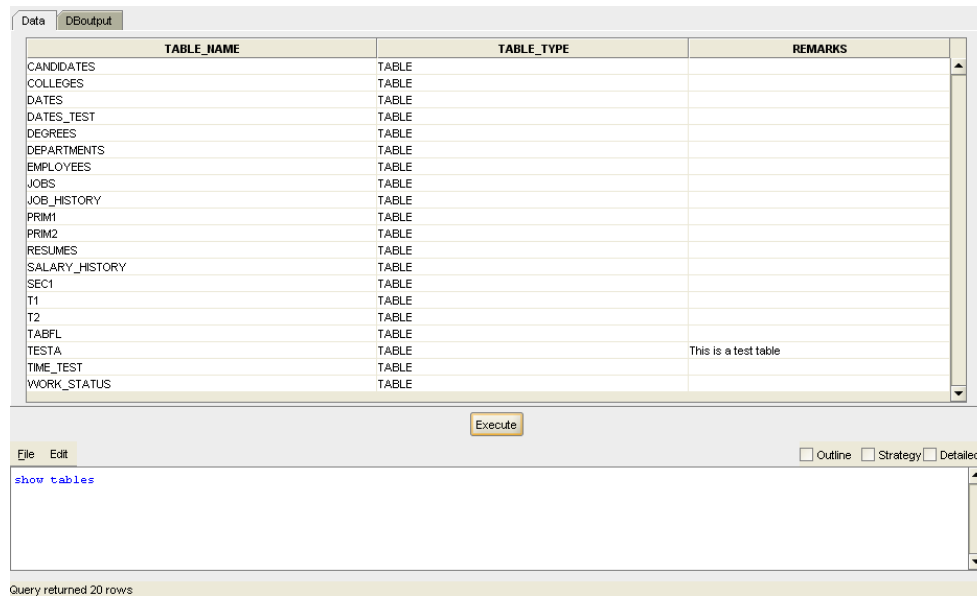 Data DBoutput
TABLE_NAME TABLE_TYPE REMARKS
CANDIDATES TABLE
COLLEGES TABLE
DATES TABLE
DATES_TEST TABLE
DEGREES TABLE
DEPARTMENTS TABLE
EMPLOYEES TABLE
JOBS TABLE
JOB_HISTORY TABLE
PRIM1 TABLE
PRIM2 TABLE
RESUMES TABLE
SALARY_HISTORY TABLE
SEC1 TABLE
T1 TABLE
T2 TABLE
TABFL TABLE
TESTA TABLE This is a test table
TIME_TEST TABLE
WORK_STATUS TABLE
Execute
File Edit Outline Strategy Detailed
show tables
Query returned 20 rows